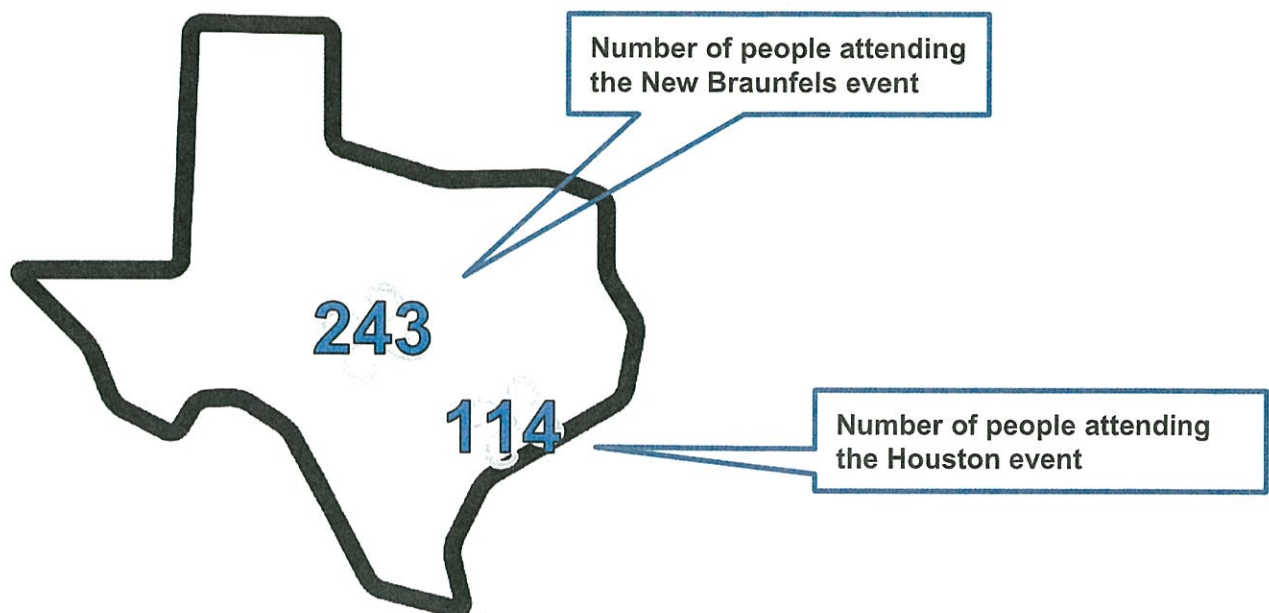 Number of people attending
the New Braunfels event
243
114
Number of people attending
the Houston event